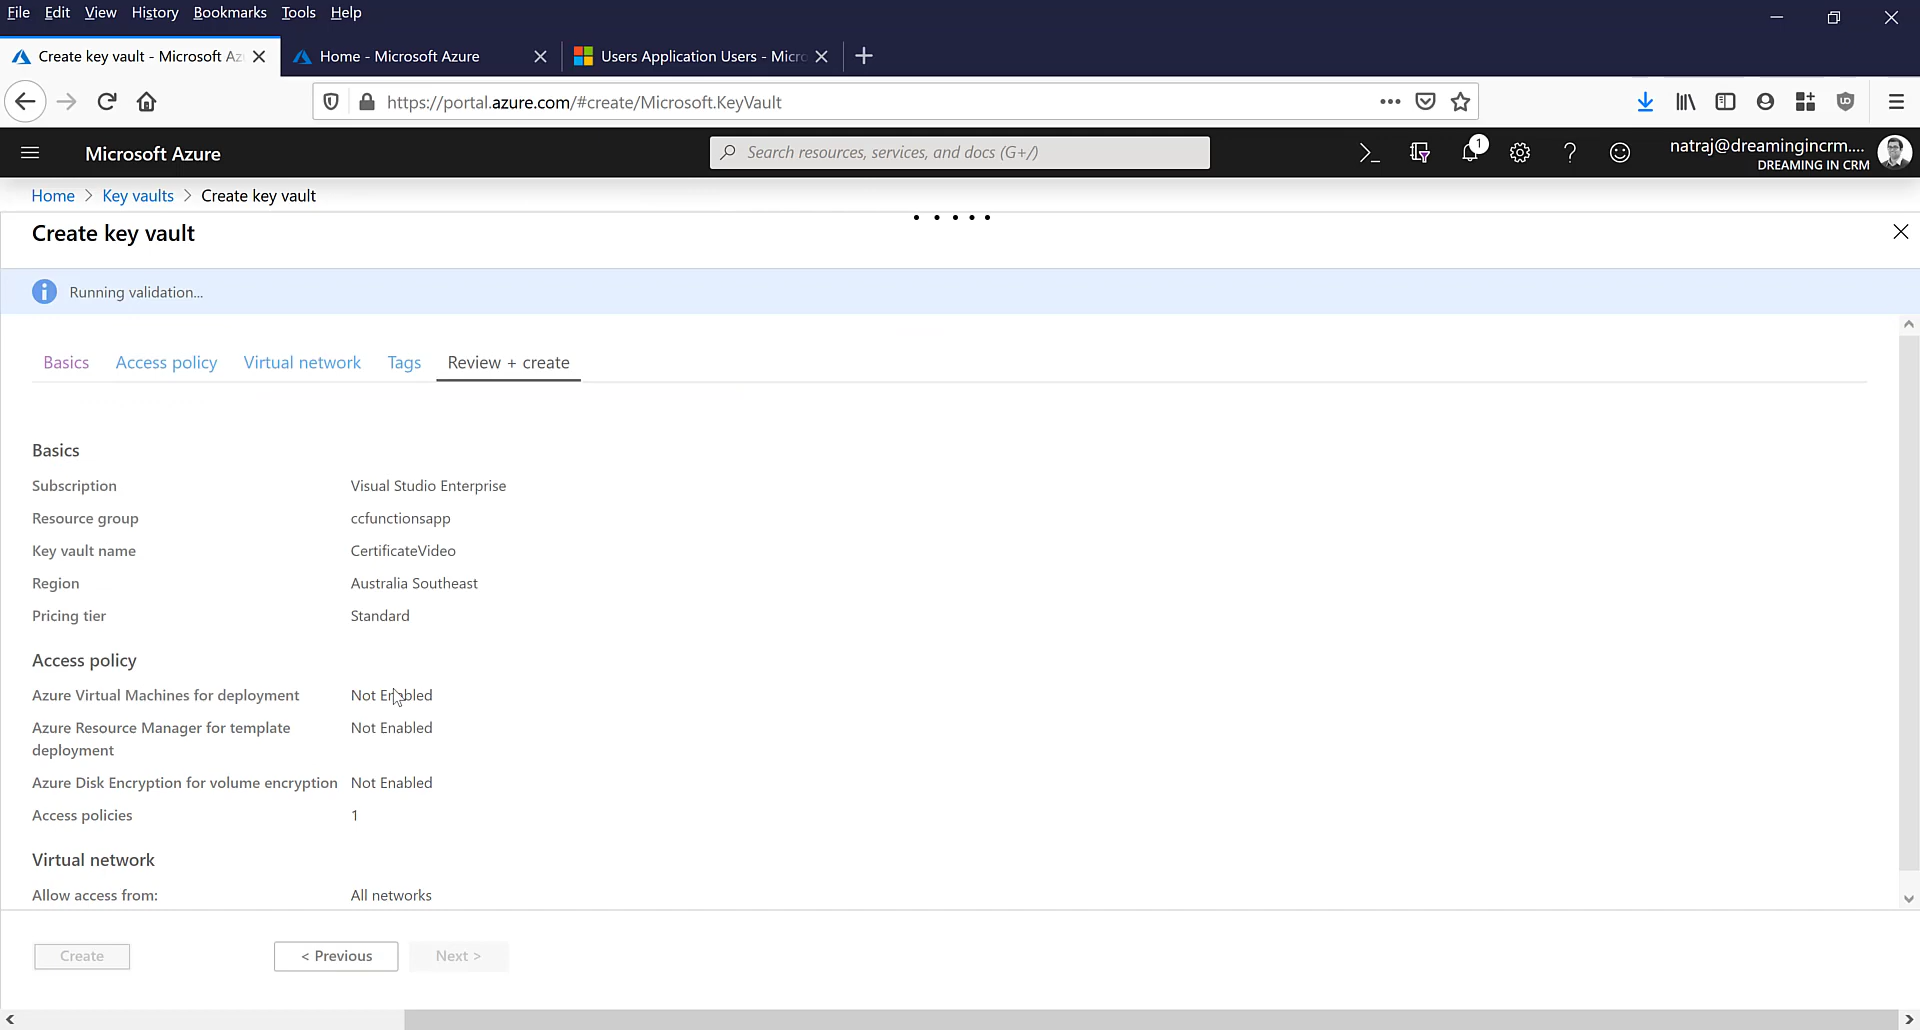 File Edit View History Bookmarks Tools Help
Create key vault - Microsoft Az
Home - Microsoft Azure
Users Application Users - Micro
https://portal.azure.com/#create/Microsoft.KeyVault
Microsoft Azure
Search resources, services, and docs (G+/)
1
natraj@dreamingincrm....
DREAMING IN CRM
Home > Key vaults > Create key vault
Create key vault
Running validation...
Basics Access policy Virtual network Tags Review + create
Basics
Subscription Visual Studio Enterprise
Resource group ccfunctionsapp
Key vault name CertificateVideo
Region Australia Southeast
Pricing tier Standard
Access policy
Azure Virtual Machines for deployment Not Enabled
Azure Resource Manager for template Not Enabled
deployment
Azure Disk Encryption for volume encryption Not Enabled
Access policies 1
Virtual network
Allow access from: All networks
Create < Previous Next >